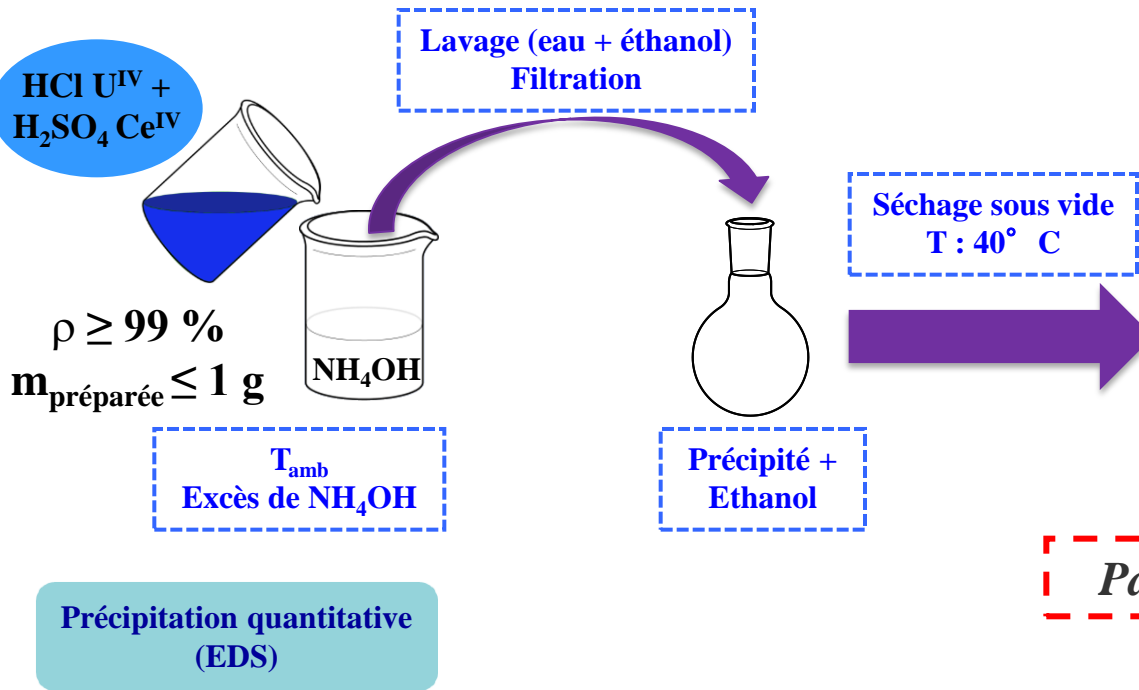 Lavage (eau + éthanol)
Filtration
HCl U^IV +
H₂SO₄ Ce^IV
Séchage sous vide
T : 40° C
ρ ≥ 99 %
m_préparée ≤ 1 g
NH₄OH
T_amb
Excès de NH₄OH
Précipité +
Ethanol
Précipitation quantitative
(EDS)